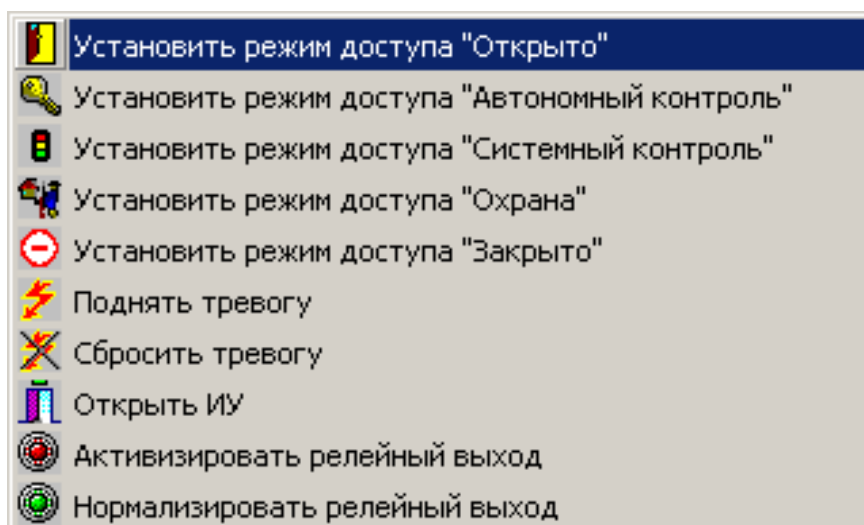 Установить режим доступа "Открыто"
Установить режим доступа "Автономный контроль"
Установить режим доступа "Системный контроль"
Установить режим доступа "Охрана"
Установить режим доступа "Закрыто"
Поднять тревогу
Сбросить тревогу
Открыть ИУ
Активизировать релейный выход
Нормализировать релейный выход